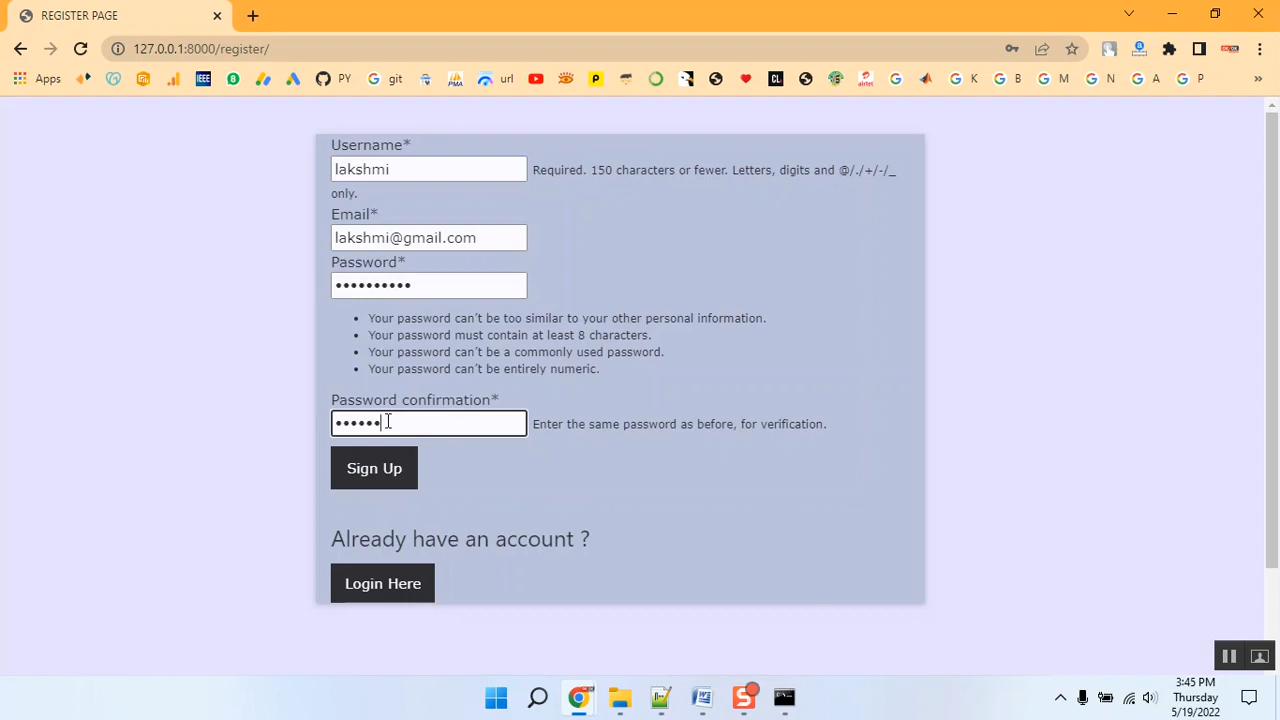 REGISTER PAGE
127.0.0.1:8000/register/
Apps
IEEE
PY
git
PMA
url
CL
airtel
K
B
M
N
A
P
Username*
lakshmi
Required. 150 characters or fewer. Letters, digits and @/./+/-/_
only.
Email*
lakshmi@gmail.com
Password*
••••••••••
• Your password can’t be too similar to your other personal information.
• Your password must contain at least 8 characters.
• Your password can’t be a commonly used password.
• Your password can’t be entirely numeric.
Password confirmation*
••••••
Enter the same password as before, for verification.
Sign Up
Already have an account ?
Login Here
3:45 PM
Thursday
5/19/2022